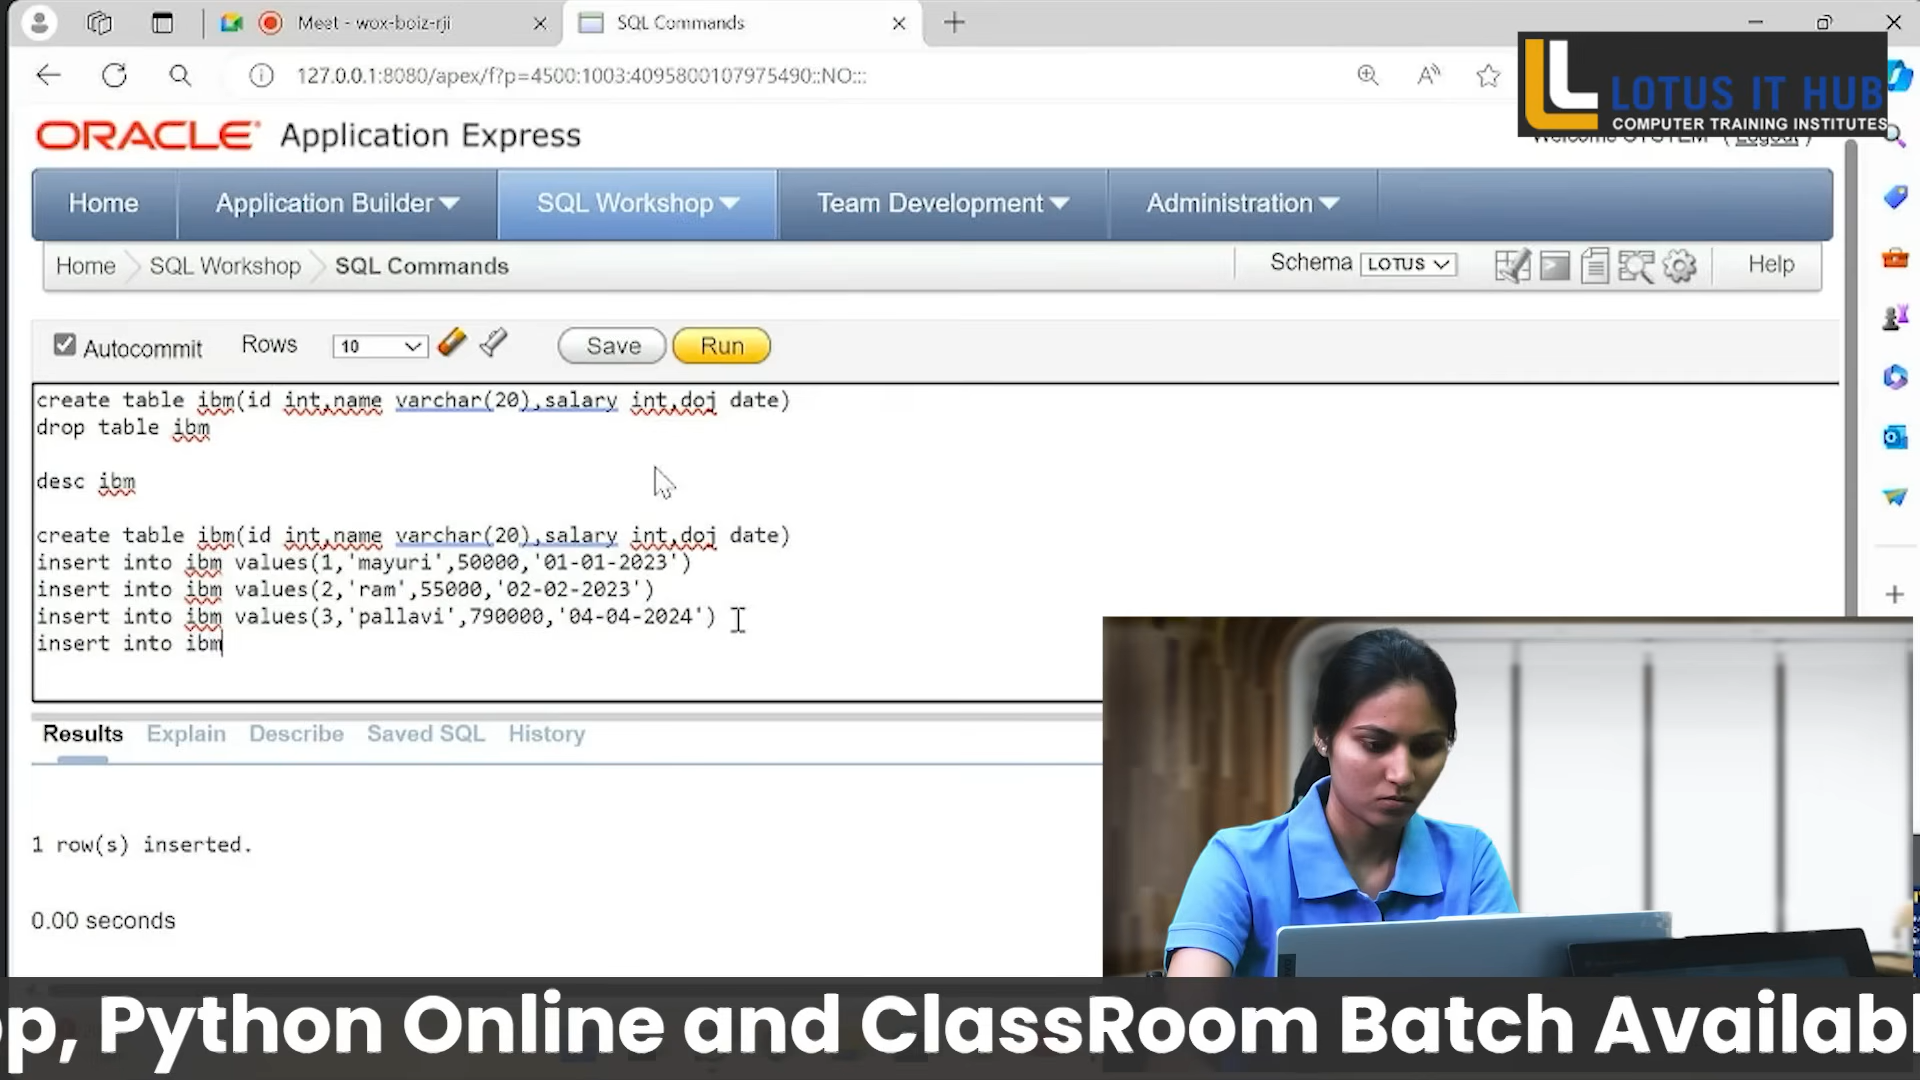 Meet - wox-boiz-rji
SQL Commands
127.0.0.1:8080/apex/f?p=4500:1003:4095800107975490::NO:::
LOTUS IT HUB
COMPUTER TRAINING INSTITUTES
ORACLE Application Express
Home
Application Builder
SQL Workshop
Team Development
Administration
Home
SQL Workshop
SQL Commands
Schema LOTUS
Help
Autocommit
Rows 10
Save
Run
create table ibm(id int,name varchar(20),salary int,doj date)
drop table ibm
desc ibm
create table ibm(id int,name varchar(20),salary int,doj date)
insert into ibm values(1,'mayuri',50000,'01-01-2023')
insert into ibm values(2,'ram',55000,'02-02-2023')
insert into ibm values(3,'pallavi',790000,'04-04-2024')
insert into ibm
Results Explain Describe Saved SQL History
1 row(s) inserted.
0.00 seconds
p, Python Online and ClassRoom Batch Availabl